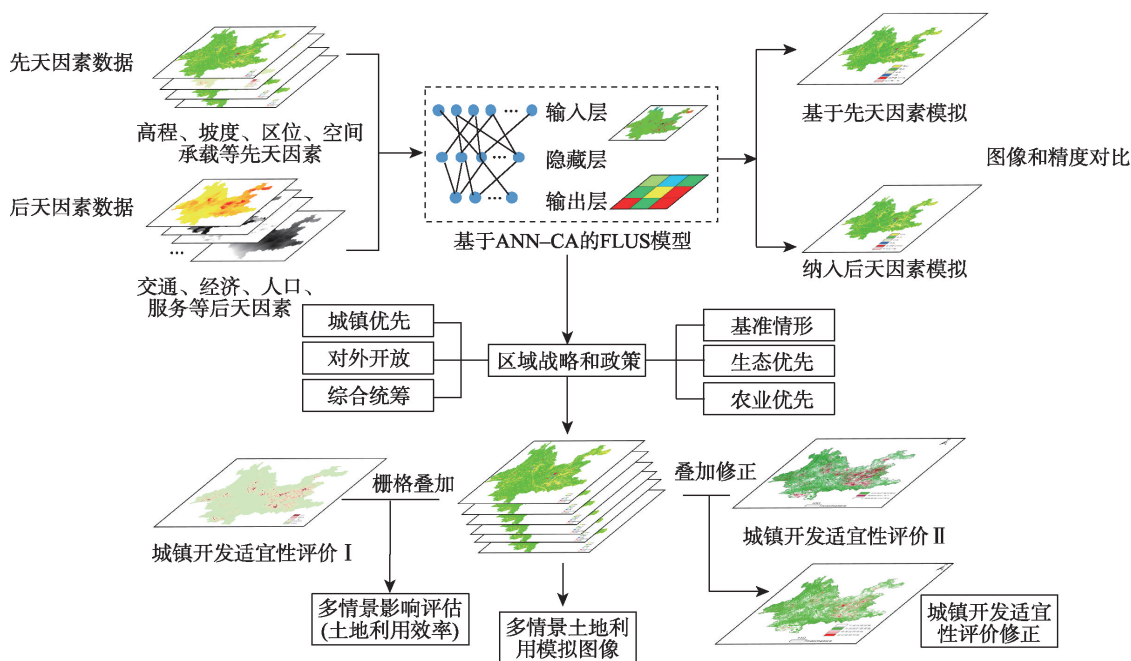 先天因素数据
高程、坡度、区位、空间
承载等先天因素
后天因素数据
...
交通、经济、人口、
服务等后天因素
...
输入层
...
隐藏层
...
输出层
基于ANN–CA的FLUS模型
基于先天因素模拟
图像和精度对比
纳入后天因素模拟
城镇优先
对外开放
综合统筹
区域战略和政策
基准情形
生态优先
农业优先
栅格叠加
城镇开发适宜性评价Ⅰ
叠加修正
城镇开发适宜性评价Ⅱ
多情景影响评估
(土地利用效率)
多情景土地利
用模拟图像
城镇开发适宜
性评价修正